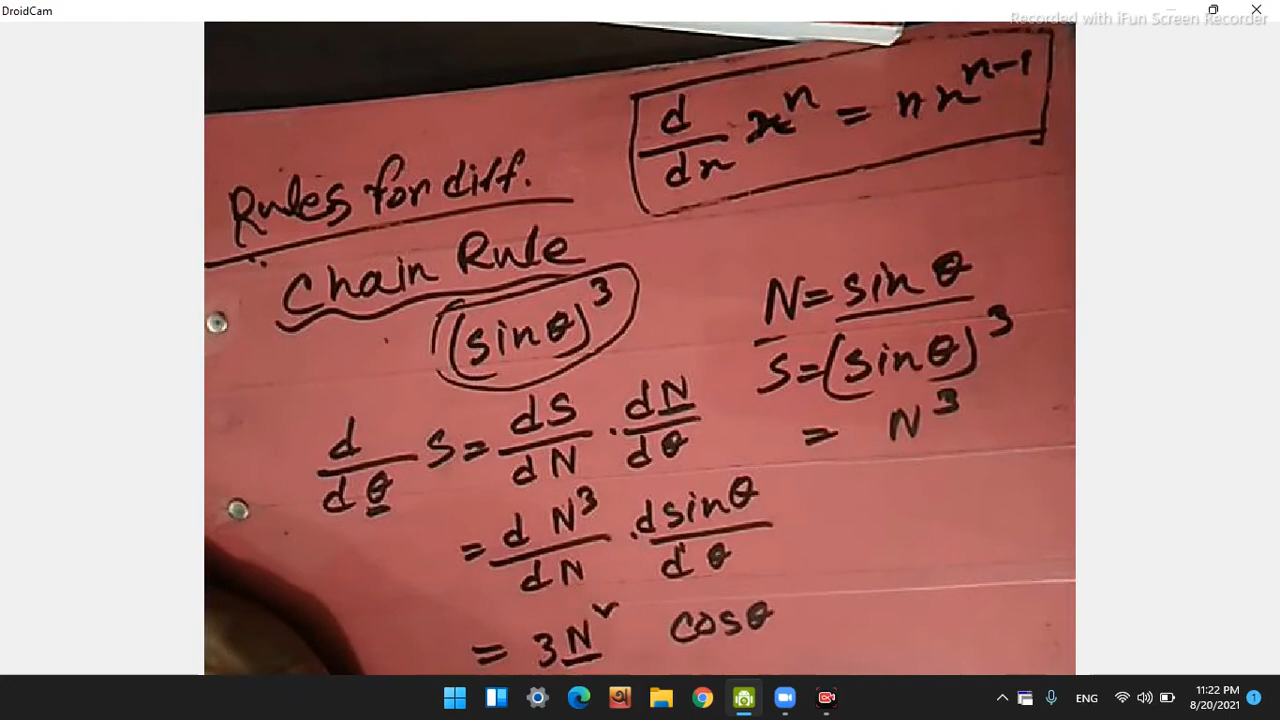 DroidCam
Recorded with iFun Screen Recorder
d/dx x^n = n x^(n-1)
Rules for diff.
Chain Rule
(sinθ)^3
N = sinθ
S = (sinθ)^3
= N^3
d/dθ S = dS/dN · dN/dθ
= d N^3/dN · d sinθ/dθ
= 3N^2 cosθ
ENG
11:22 PM
8/20/2021
1